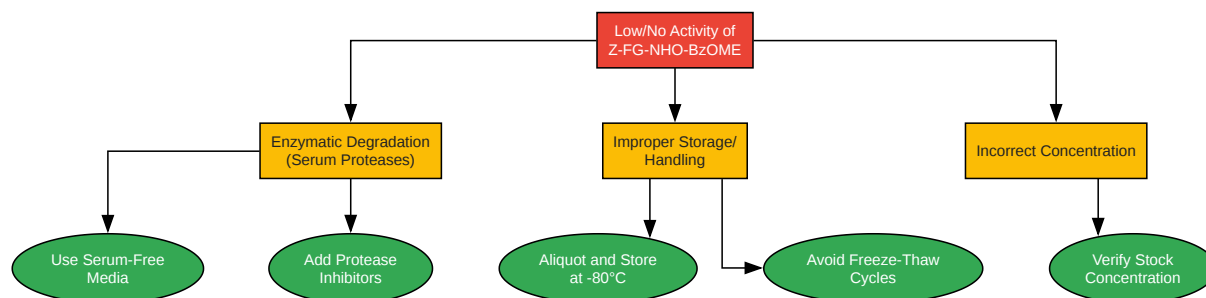 Low/No Activity of
Z-FG-NHO-BzOME
Enzymatic Degradation
(Serum Proteases)
Improper Storage/
Handling
Incorrect Concentration
Use Serum-Free
Media
Add Protease
Inhibitors
Aliquot and Store
at -80°C
Avoid Freeze-Thaw
Cycles
Verify Stock
Concentration